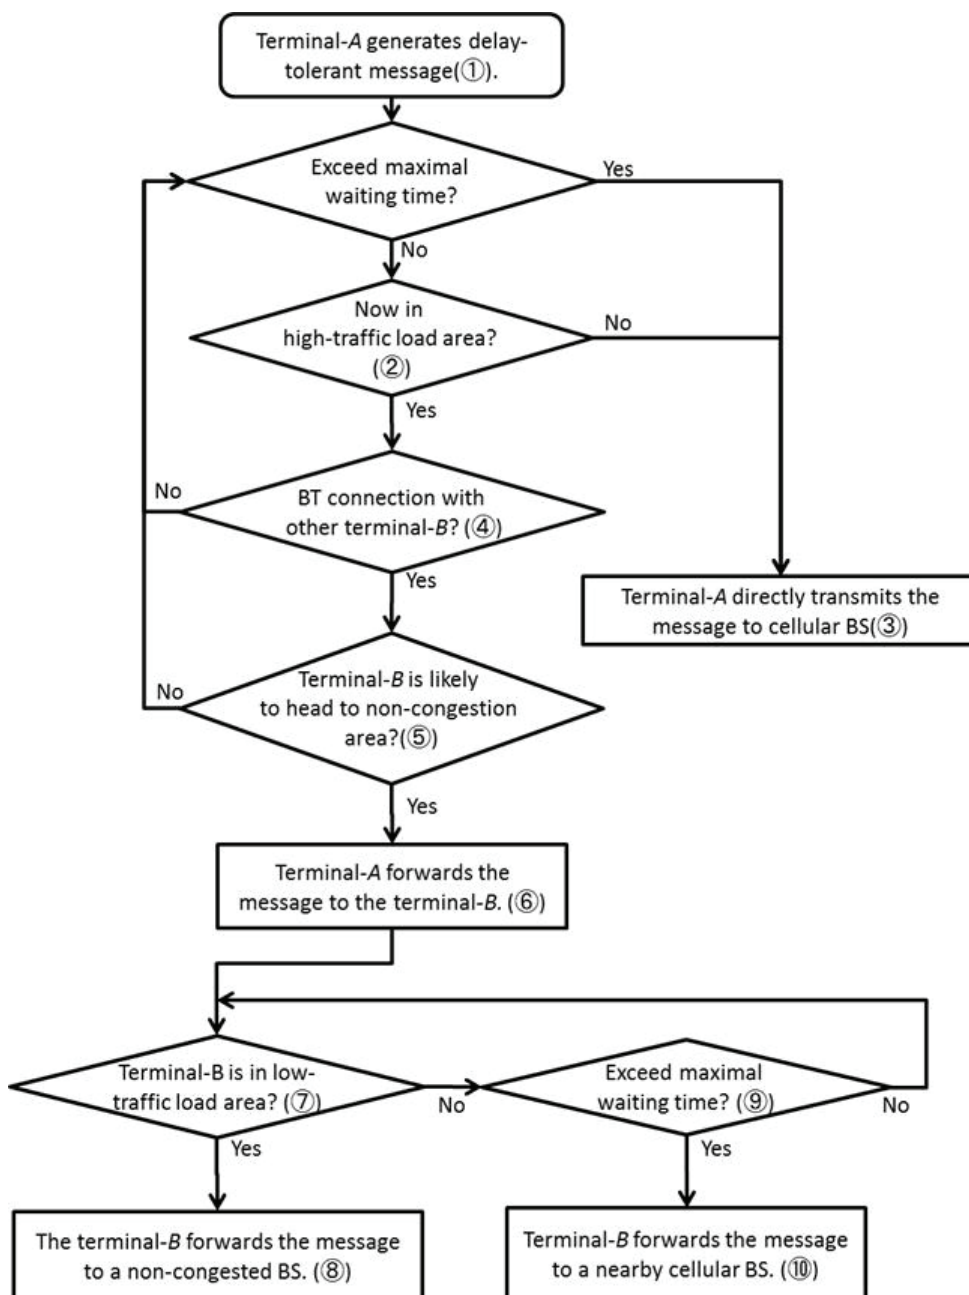 Terminal-A generates delay-
tolerant message(①).
Exceed maximal
waiting time?
Yes
No
Now in
high-traffic load area?
(②)
No
Yes
BT connection with
other terminal-B? (④)
No
Yes
Terminal-A directly transmits the
message to cellular BS(③)
Terminal-B is likely
to head to non-congestion
area?(⑤)
No
Yes
Terminal-A forwards the
message to the terminal-B. (⑥)
Terminal-B is in low-
traffic load area? (⑦)
No
Yes
Exceed maximal
waiting time? (⑨)
No
Yes
The terminal-B forwards the message
to a non-congested BS. (⑧)
Terminal-B forwards the message
to a nearby cellular BS. (⑩)